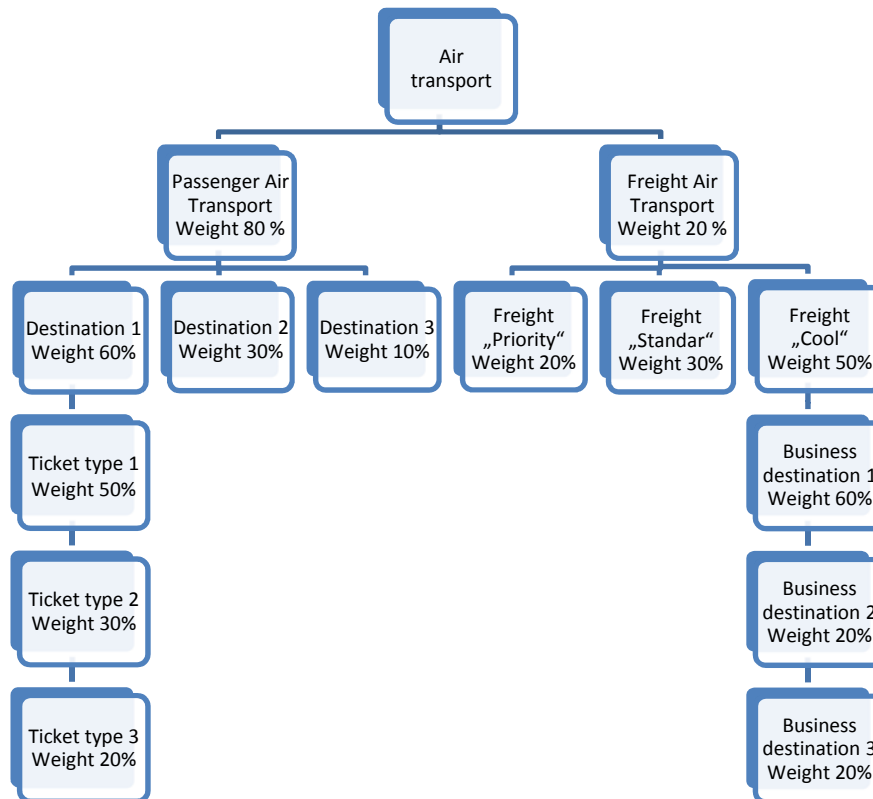 Air
transport
Passenger Air
Transport
Weight 80 %
Freight Air
Transport
Weight 20 %
Destination 1
Weight 60%
Destination 2
Weight 30%
Destination 3
Weight 10%
Freight
„Priority“
Weight 20%
Freight
„Standar“
Weight 30%
Freight
„Cool“
Weight 50%
Ticket type 1
Weight 50%
Business
destination 1
Weight 60%
Ticket type 2
Weight 30%
Business
destination 2
Weight 20%
Ticket type 3
Weight 20%
Business
destination 3
Weight 20%